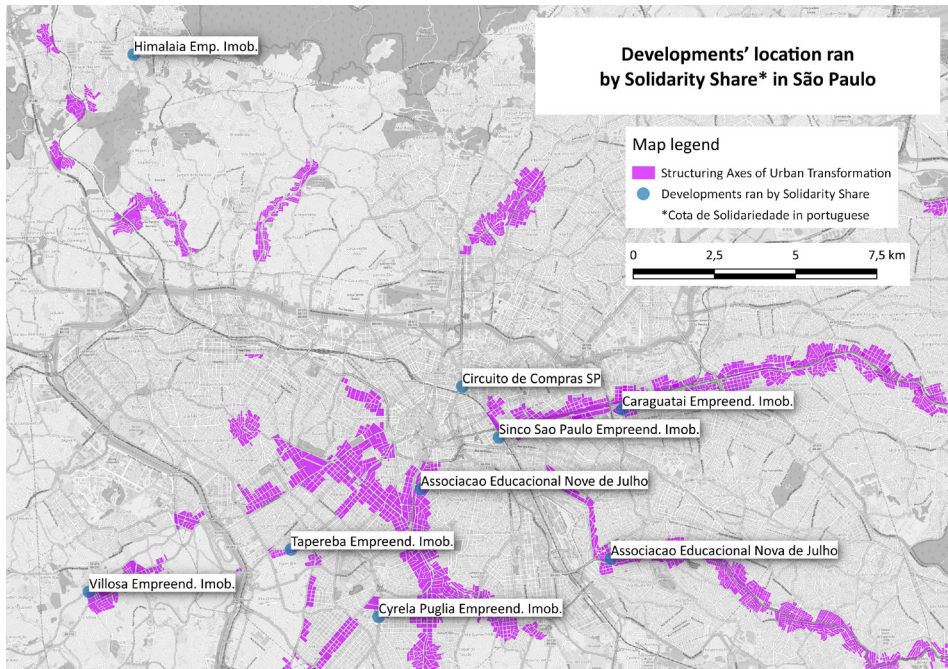 Himalaia Emp. Imob.
Developments' location ran
by Solidarity Share* in São Paulo
Map legend
Structuring Axes of Urban Transformation
Developments ran by Solidarity Share
*Cota de Solidariedade in portuguese
0 2,5 5 7,5 km
Circuito de Compras SP
Caraguatai Empreend. Imob.
Sinco Sao Paulo Empreend. Imob.
Associacao Educacional Nove de Julho
Tapereba Empreend. Imob.
Associacao Educacional Nova de Julho
Villosa Empreend. Imob.
Cyrela Puglia Empreend. Imob.